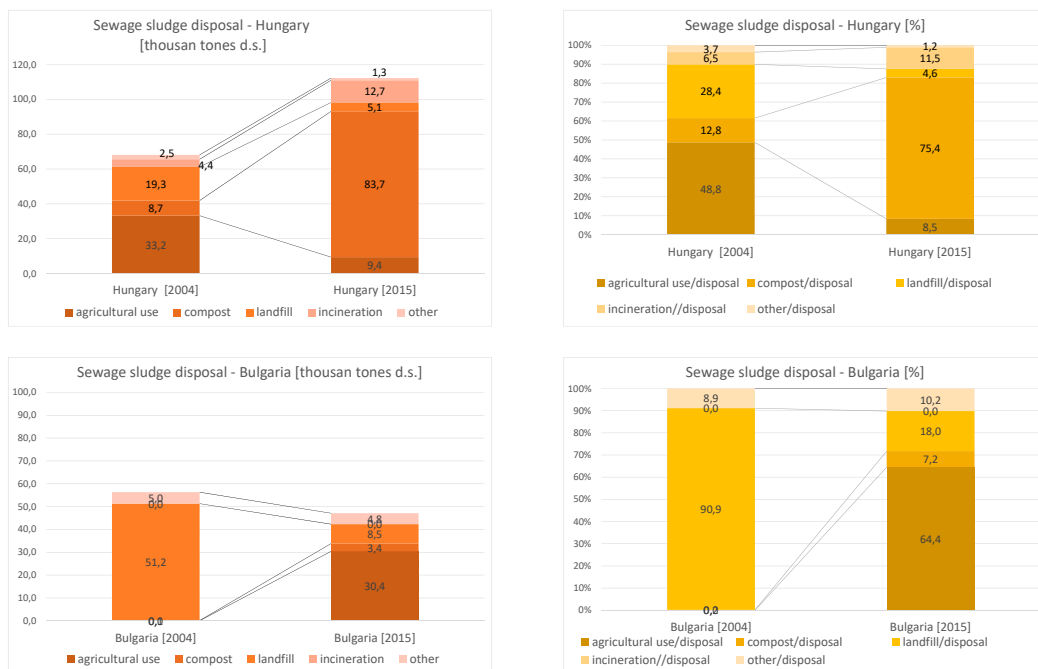 Sewage sludge disposal - Hungary
[thousan tones d.s.]
120,0
100,0
80,0
60,0
40,0
20,0
0,0
2,5
4,4
19,3
8,7
33,2
1,3
12,7
5,1
83,7
9,4
Hungary [2004]
Hungary [2015]
agricultural use
compost
landfill
incineration
other
Sewage sludge disposal - Hungary [%]
100%
90%
80%
70%
60%
50%
40%
30%
20%
10%
0%
3,7
6,5
28,4
12,8
48,8
1,2
11,5
4,6
75,4
8,5
Hungary [2004]
Hungary [2015]
agricultural use/disposal
compost/disposal
landfill/disposal
incineration//disposal
other/disposal
Sewage sludge disposal - Bulgaria [thousan tones d.s.]
100,0
90,0
80,0
70,0
60,0
50,0
40,0
30,0
20,0
10,0
0,0
5,0
0,0
51,2
4,8
0,0
8,5
3,4
30,4
Bulgaria [2004]
Bulgaria [2015]
agricultural use
compost
landfill
incineration
other
Sewage sludge disposal - Bulgaria [%]
100%
90%
80%
70%
60%
50%
40%
30%
20%
10%
0%
8,9
0,0
90,9
10,2
0,0
18,0
7,2
64,4
Bulgaria [2004]
Bulgaria [2015]
agricultural use/disposal
compost/disposal
landfill/disposal
incineration//disposal
other/disposal